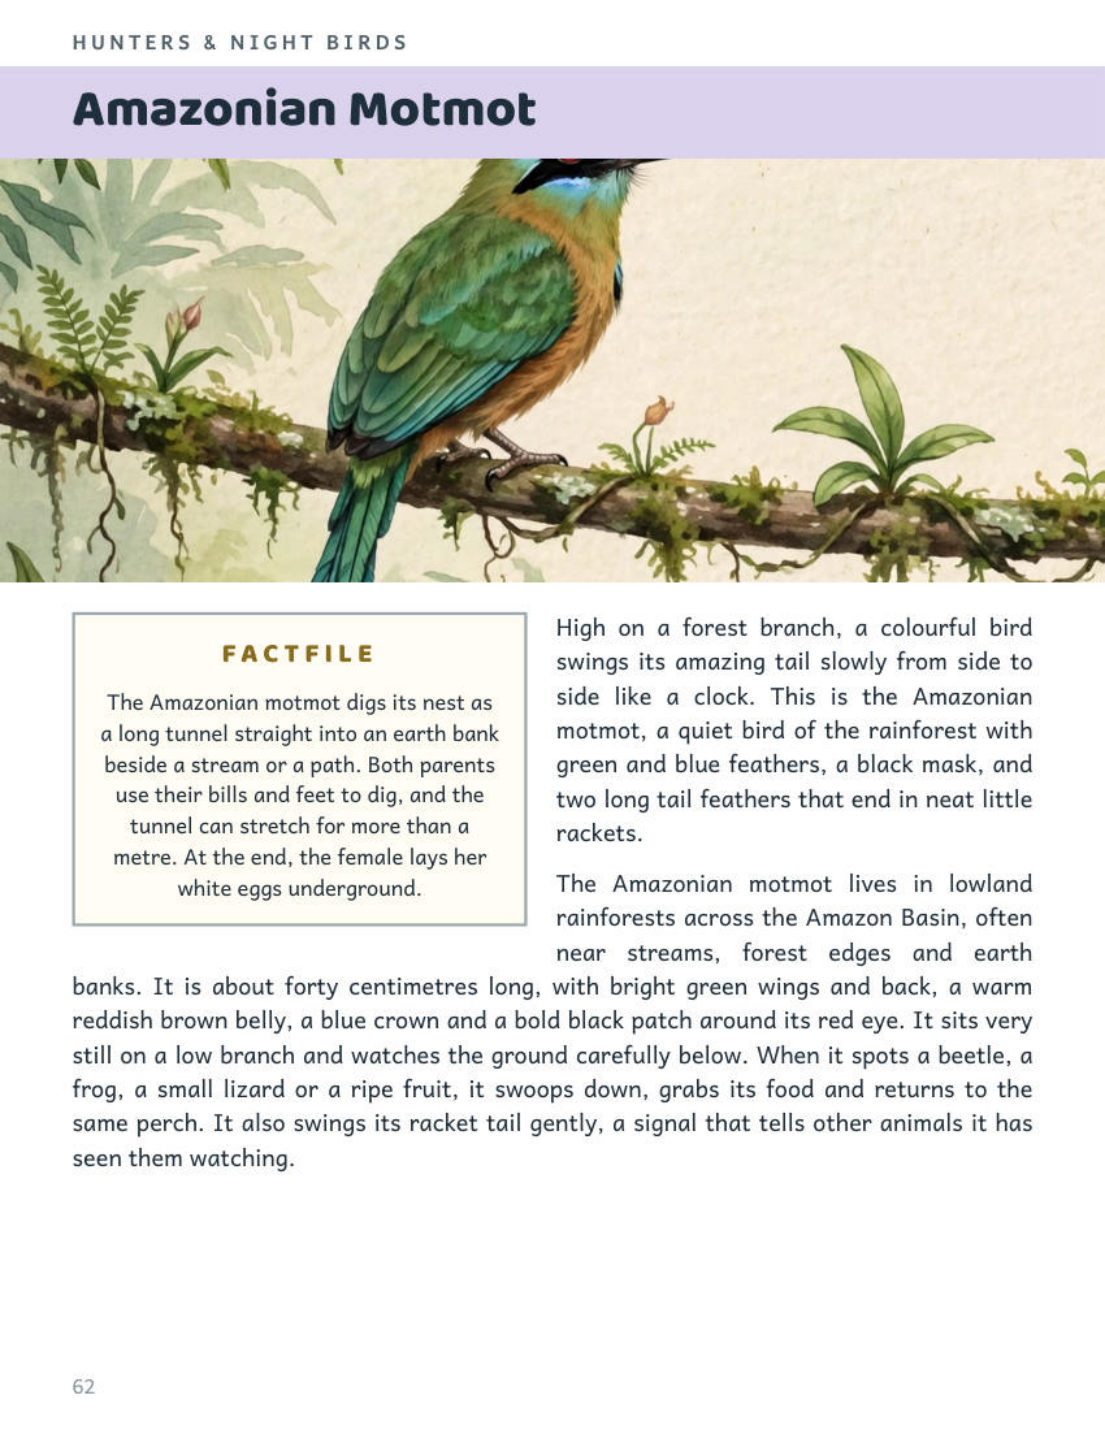 HUNTERS & NIGHT BIRDS
Amazonian Motmot
FACTFILE
The Amazonian motmot digs its nest as
a long tunnel straight into an earth bank
beside a stream or a path. Both parents
use their bills and feet to dig, and the
tunnel can stretch for more than a
metre. At the end, the female lays her
white eggs underground.
High on a forest branch, a colourful bird
swings its amazing tail slowly from side to
side like a clock. This is the Amazonian
motmot, a quiet bird of the rainforest with
green and blue feathers, a black mask, and
two long tail feathers that end in neat little
rackets.
The Amazonian motmot lives in lowland
rainforests across the Amazon Basin, often
near streams, forest edges and earth
banks. It is about forty centimetres long, with bright green wings and back, a warm
reddish brown belly, a blue crown and a bold black patch around its red eye. It sits very
still on a low branch and watches the ground carefully below. When it spots a beetle, a
frog, a small lizard or a ripe fruit, it swoops down, grabs its food and returns to the
same perch. It also swings its racket tail gently, a signal that tells other animals it has
seen them watching.
62